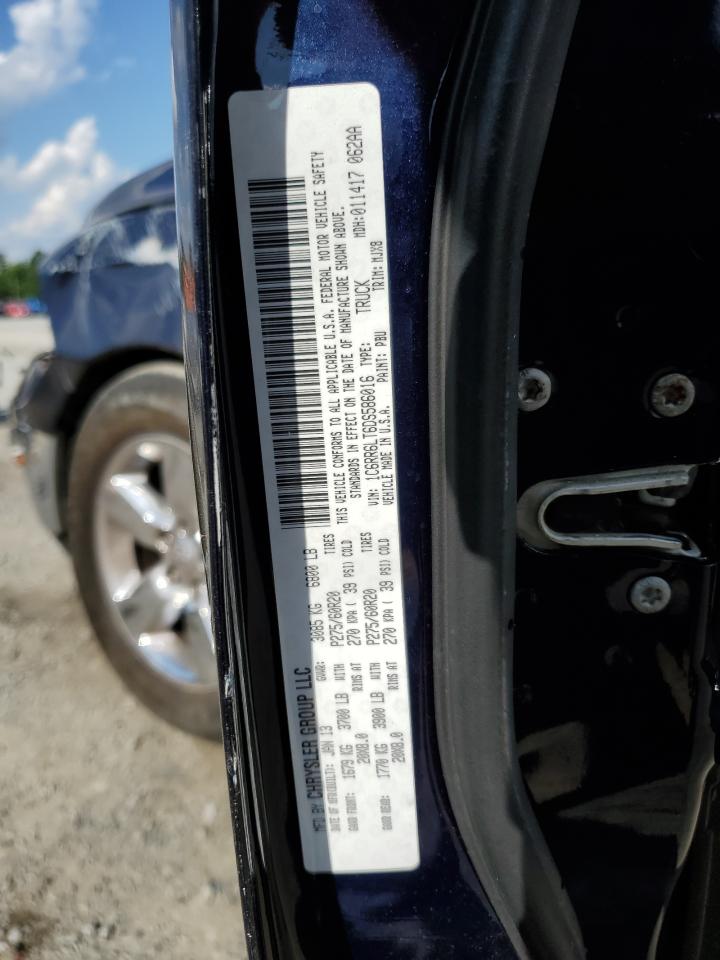 MFD BY CHRYSLER GROUP LLC
DATE OF MFR(BUILT): JAN 13 GVWR: 3085 KG 6800 LB
GAWR FRONT: 1679 KG 3700 LB WITH P275/60R20 TIRES
20X8.0 RIMS AT 270 KPA ( 39 PSI) COLD
GAWR REAR: 1770 KG 3900 LB WITH P275/60R20 TIRES
20X8.0 RIMS AT 270 KPA ( 39 PSI) COLD
THIS VEHICLE CONFORMS TO ALL APPLICABLE U.S.A. FEDERAL MOTOR VEHICLE SAFETY
STANDARDS IN EFFECT ON THE DATE OF MANUFACTURE SHOWN ABOVE.
VIN: 1C6RR6LT6DS586016 TYPE: TRUCK MDH:011417 062AA
VEHICLE MADE IN U.S.A. PAINT: PBU TRIM:MJX8